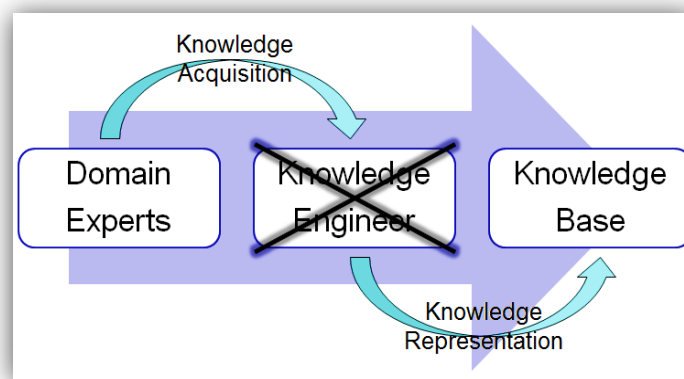 Knowledge
Acquisition
Domain
Experts
Knowledge
Engineer
Knowledge
Base
Knowledge
Representation